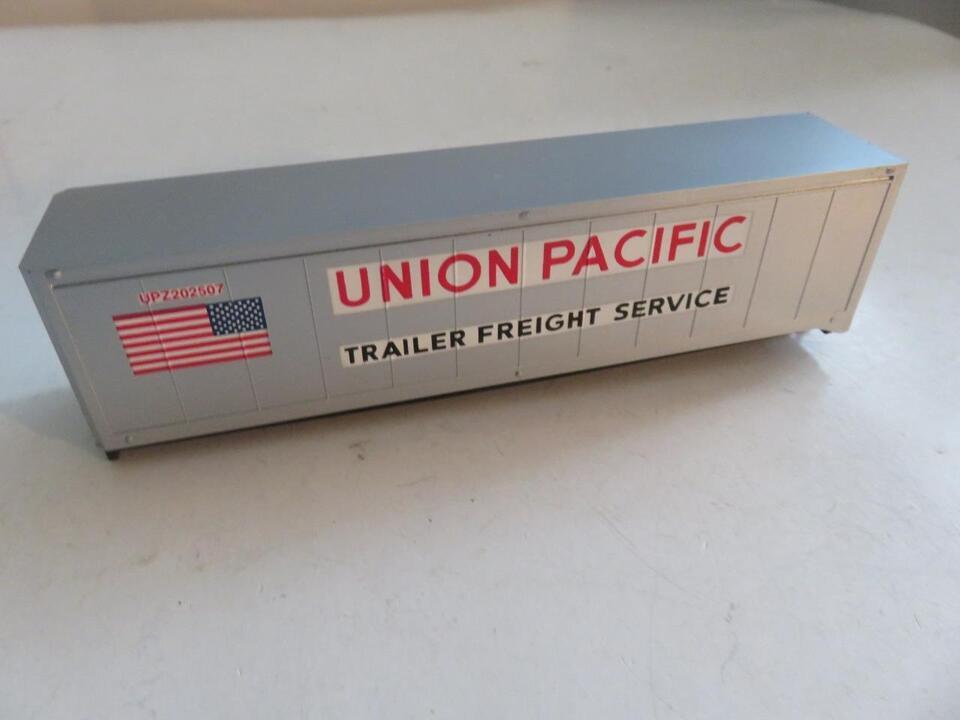 UPZ202507
UNION PACIFIC
TRAILER FREIGHT SERVICE